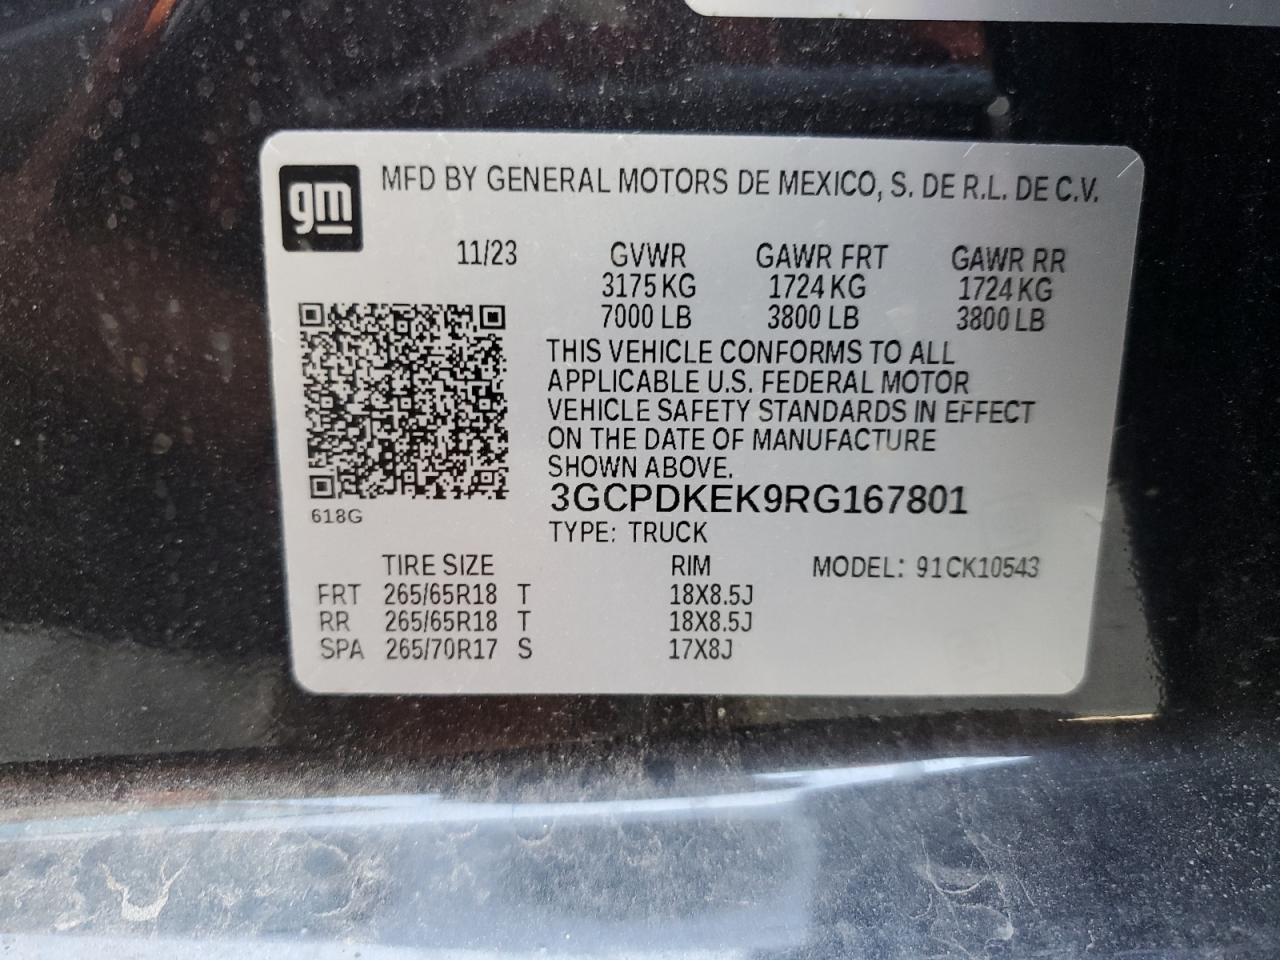 gm
MFD BY GENERAL MOTORS DE MEXICO, S. DE R.L. DE C.V.
11/23 GVWR GAWR FRT GAWR RR
3175 KG 1724 KG 1724 KG
7000 LB 3800 LB 3800 LB
THIS VEHICLE CONFORMS TO ALL
APPLICABLE U.S. FEDERAL MOTOR
VEHICLE SAFETY STANDARDS IN EFFECT
ON THE DATE OF MANUFACTURE
SHOWN ABOVE.
3GCPDKEK9RG167801
618G
TYPE: TRUCK
TIRE SIZE RIM MODEL: 91CK10543
FRT 265/65R18 T 18X8.5J
RR 265/65R18 T 18X8.5J
SPA 265/70R17 S 17X8J